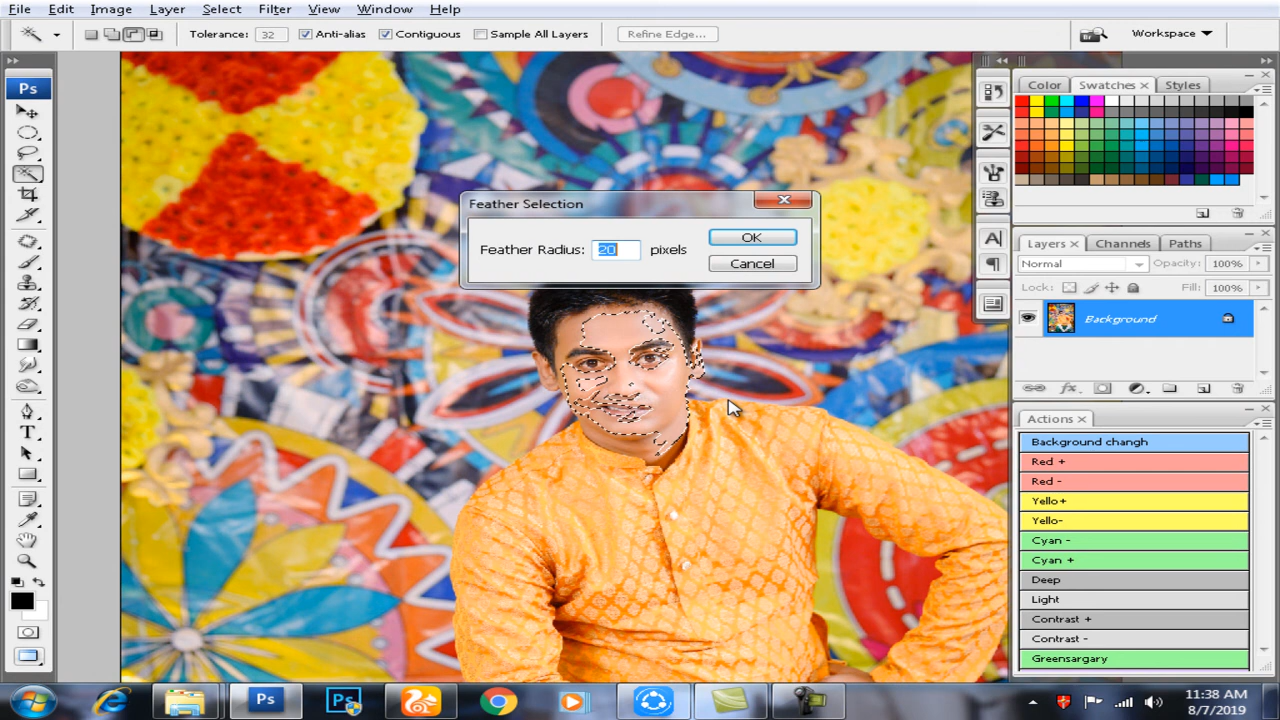 File Edit Image Layer Select Filter View Window Help
Tolerance: 32 Anti-alias Contiguous Sample All Layers Refine Edge... Workspace
Ps
Color Swatches Styles
Feather Selection
Feather Radius: 20 pixels
OK
Cancel
Layers Channels Paths
Normal Opacity: 100%
Lock: Fill: 100%
Background
Actions
Background changh
Red +
Red -
Yello+
Yello-
Cyan -
Cyan +
Deep
Light
Contrast +
Contrast -
Greensargary
Ps Ps
11:38 AM
8/7/2019